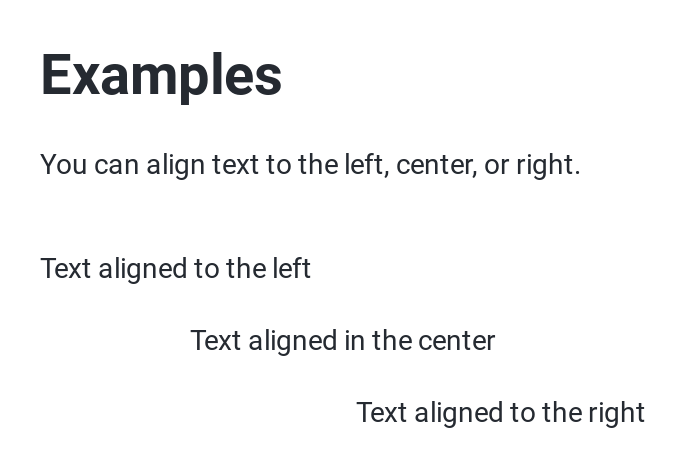 Examples
You can align text to the left, center, or right.
Text aligned to the left
Text aligned in the center
Text aligned to the right